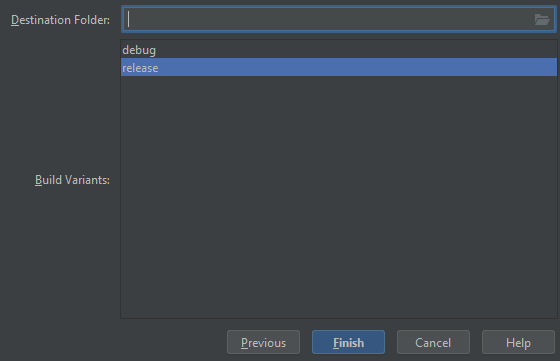 Destination Folder:
debug
release
Build Variants:
Previous Finish Cancel Help